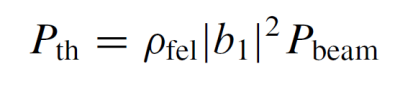 P_th = ρ_fel|b_1|^2 P_beam